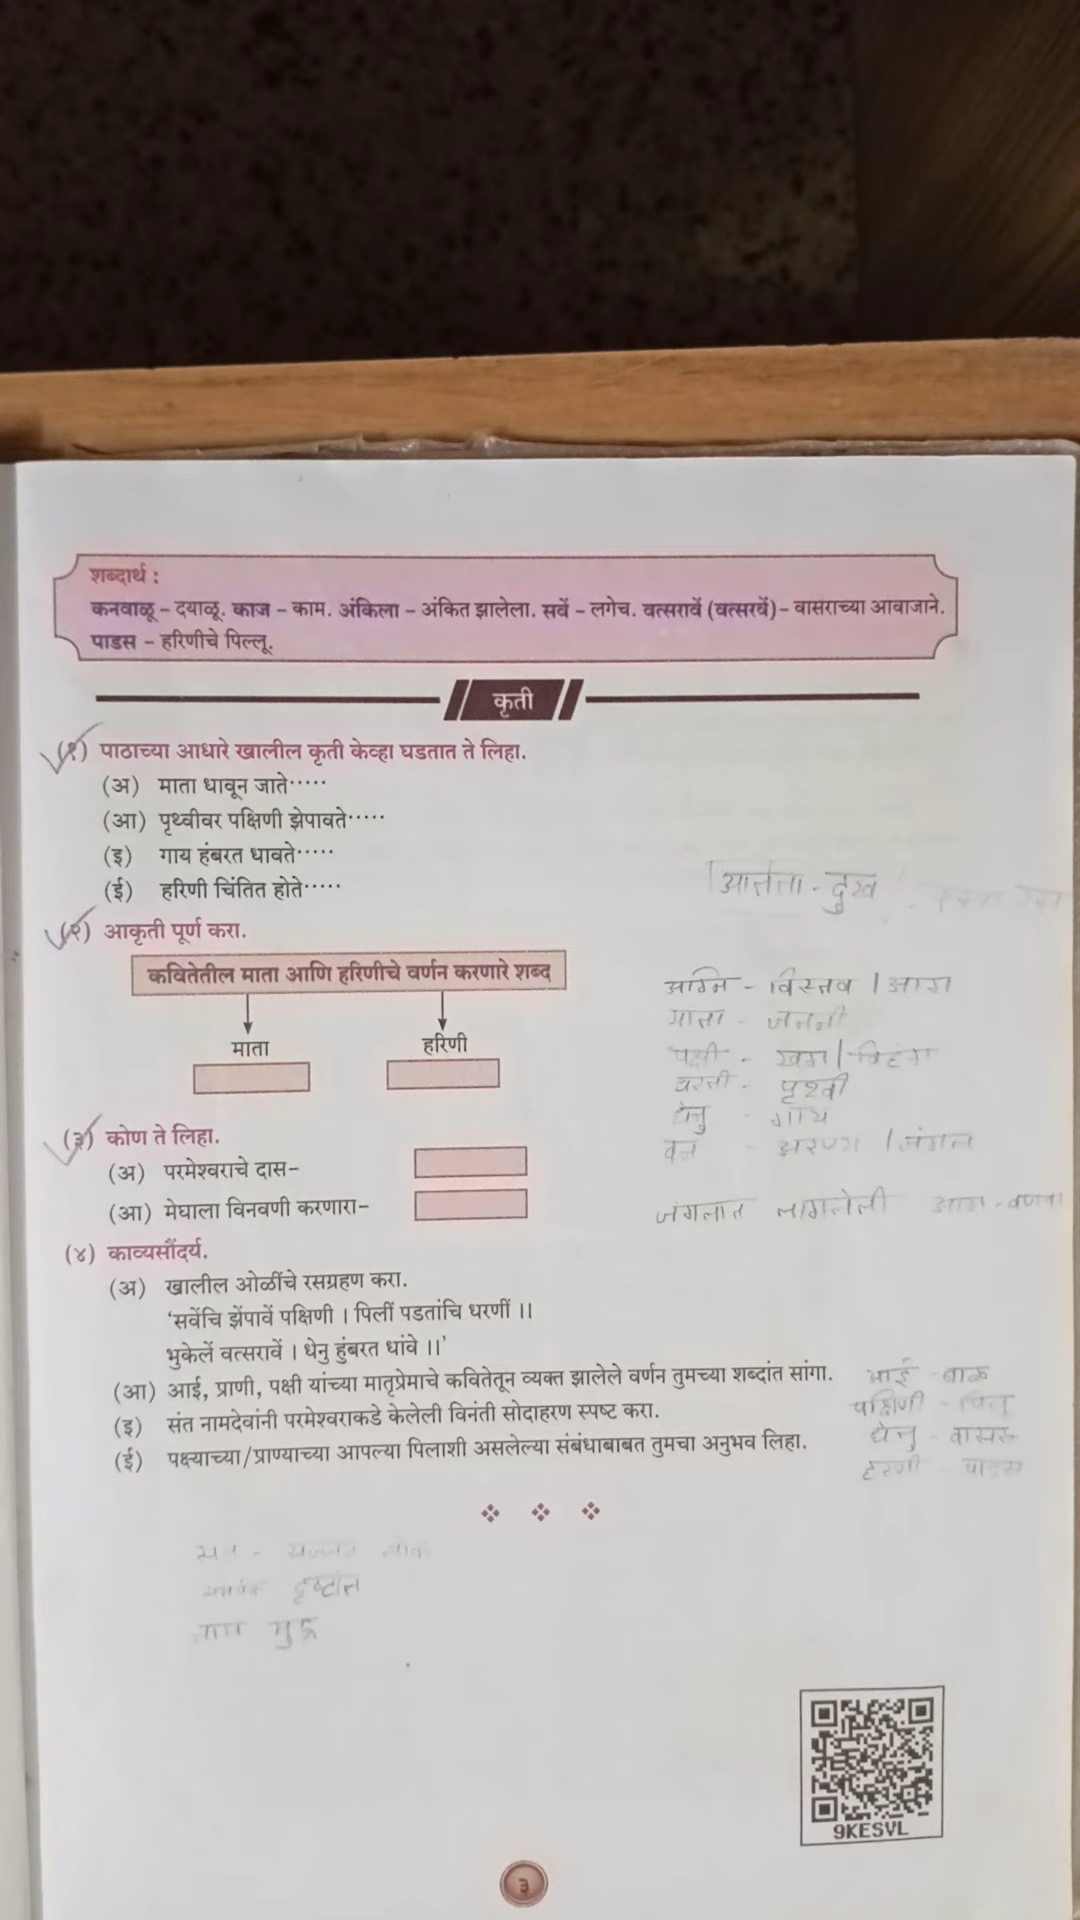 शब्दार्थ :
कनवाळू – दयाळू. काज – काम. अंकिला – अंकित झालेला. सवें – लगेच. वत्सरावें (वत्सरवें) – वासराच्या आवाजाने.
पाडस – हरिणीचे पिल्लू.
कृती
(१) पाठाच्या आधारे खालील कृती केव्हा घडतात ते लिहा.
(अ) माता धावून जाते·····
(आ) पृथ्वीवर पक्षिणी झेपावते·····
(इ) गाय हंबरत धावते·····
(ई) हरिणी चिंतित होते·····
दुख
(२) आकृती पूर्ण करा.
कवितेतील माता आणि हरिणीचे वर्णन करणारे शब्द
माता हरिणी
अग्नि – विस्तव | आग
माता - जननी
पक्षी - खग
धरती - पृथ्वी
धेनु - गाय
वन - अरण्य | जंगल
(३) कोण ते लिहा.
(अ) परमेश्वराचे दास–
(आ) मेघाला विनवणी करणारा–
जंगलात लागलेली आग - वणवा
(४) काव्यसौंदर्य.
(अ) खालील ओळींचे रसग्रहण करा.
‘सवेंचि झेंपावें पक्षिणी । पिलीं पडतांचि धरणीं ।।
भुकेलें वत्सरावें । धेनु हुंबरत धांवे ।।’
(आ) आई, प्राणी, पक्षी यांच्या मातृप्रेमाचे कवितेतून व्यक्त झालेले वर्णन तुमच्या शब्दांत सांगा.
(इ) संत नामदेवांनी परमेश्वराकडे केलेली विनंती सोदाहरण स्पष्ट करा.
(ई) पक्ष्याच्या/प्राण्याच्या आपल्या पिलाशी असलेल्या संबंधाबाबत तुमचा अनुभव लिहा.
आई - बाळ
पक्षिणी - पिलू
धेनु - वासरू
हरणी - पाडस
दृष्टांत
9KESVL
३